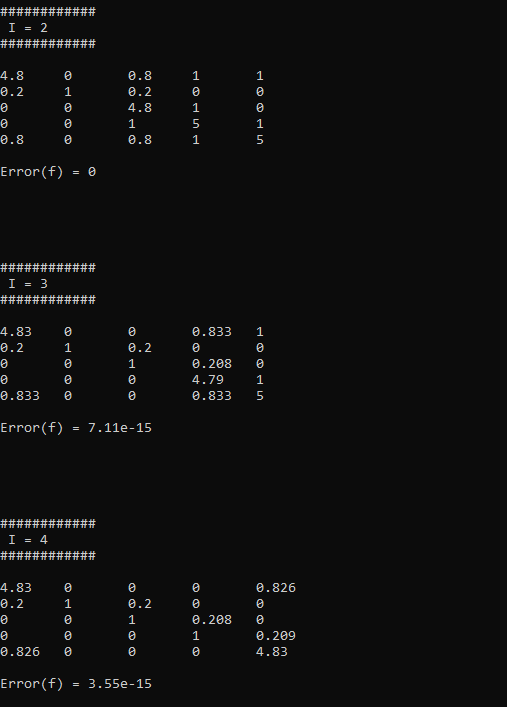 ############
I = 2
############
4.8 0 0.8 1 1
0.2 1 0.2 0 0
0 0 4.8 1 0
0 0 1 5 1
0.8 0 0.8 1 5
Error(f) = 0
############
I = 3
############
4.83 0 0 0.833 1
0.2 1 0.2 0 0
0 0 1 0.208 0
0 0 0 4.79 1
0.833 0 0 0.833 5
Error(f) = 7.11e-15
############
I = 4
############
4.83 0 0 0 0.826
0.2 1 0.2 0 0
0 0 1 0.208 0
0 0 0 1 0.209
0.826 0 0 0 4.83
Error(f) = 3.55e-15